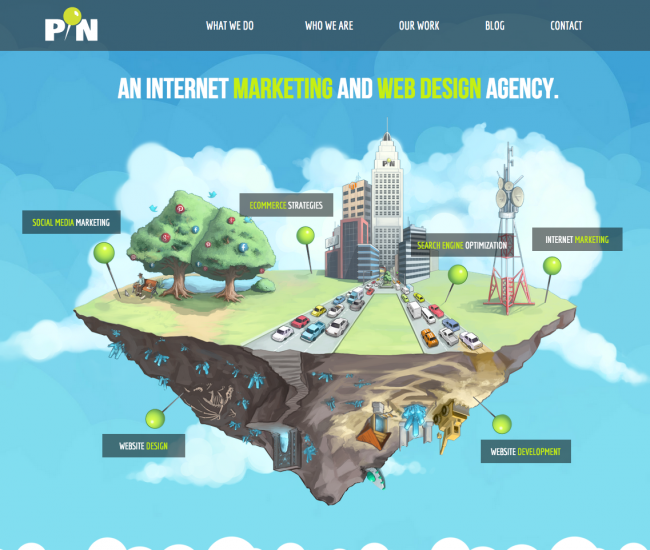 PIN
WHAT WE DO WHO WE ARE OUR WORK BLOG CONTACT
AN INTERNET MARKETING AND WEB DESIGN AGENCY.
PIN
ECOMMERCE STRATEGIES
SOCIAL MEDIA MARKETING
INTERNET MARKETING
SEARCH ENGINE OPTIMIZATION
WEBSITE DESIGN
WEBSITE DEVELOPMENT